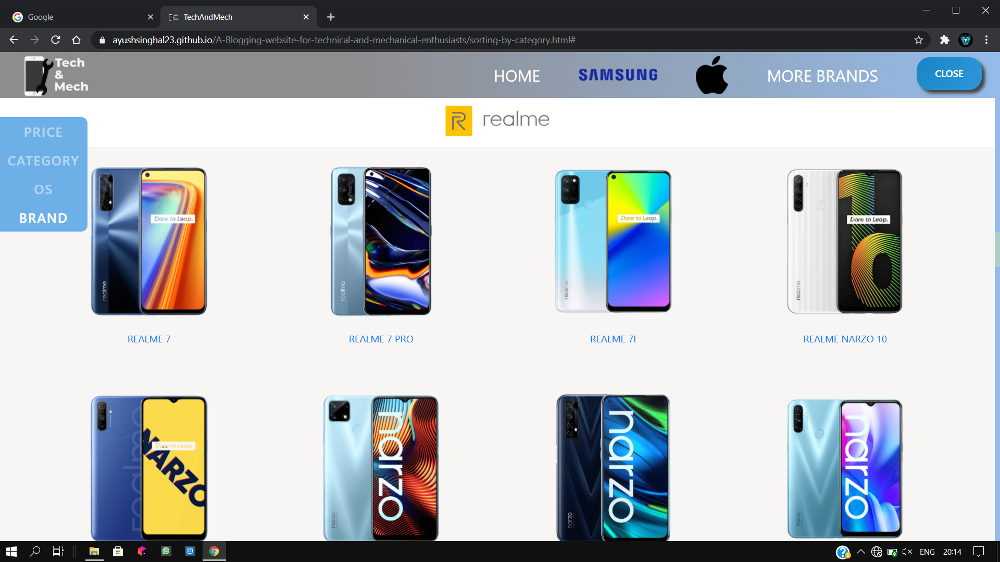 Google
TechAndMech
ayushsinghal23.github.io/A-Blogging-website-for-technical-and-mechanical-enthusiasts/sorting-by-category.html#
Tech
&
Mech
HOME
SAMSUNG
MORE BRANDS
CLOSE
R realme
PRICE
CATEGORY
OS
BRAND
Dare to Leap.
realme
realme
Dare to Leap.
realme
Dare to Leap.
10
realme
REALME 7
REALME 7 PRO
REALME 7I
REALME NARZO 10
Dare to Leap.
NARZO
realme
narzo
narzo
narzo
narzo
narzo
narzo
ENG
20:14